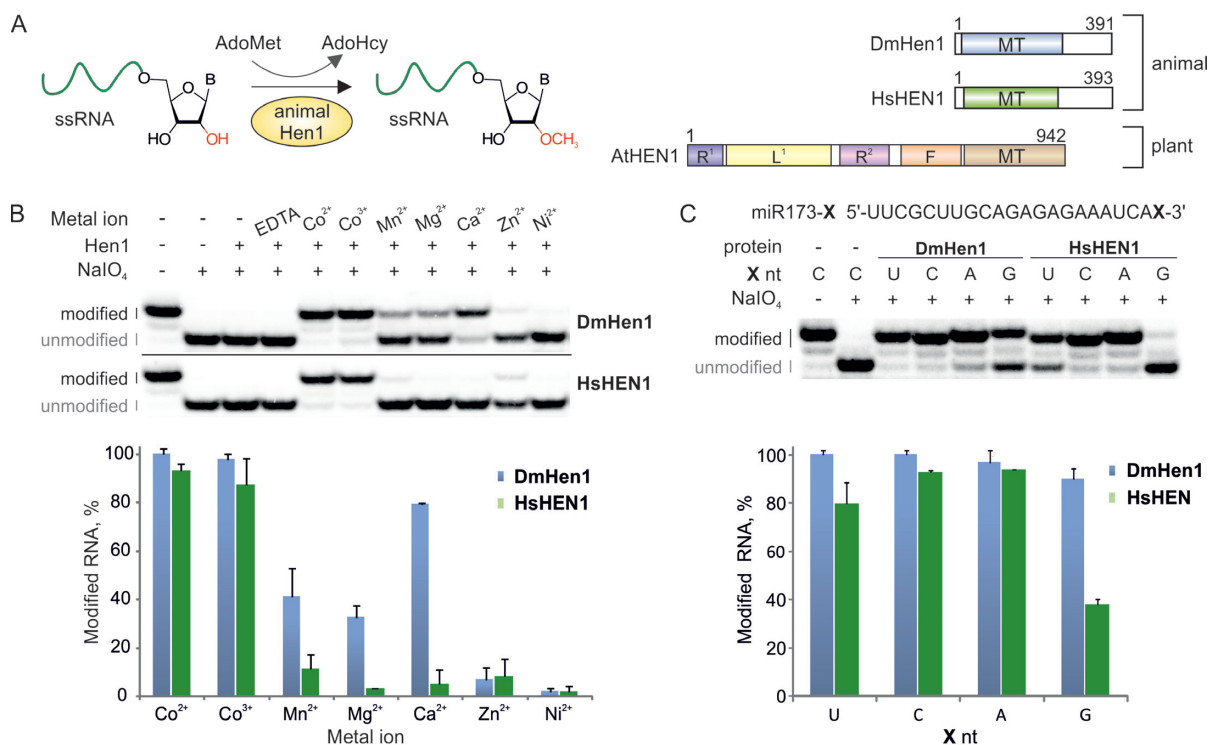 A
AdoMet AdoHcy
ssRNA
O
B
O
HO OH
animal
Hen1
ssRNA
O
B
O
HO OCH₃
1 391
DmHen1 MT
1 393
HsHEN1 MT
animal
1 942
AtHEN1 R¹ L¹ R² F MT
plant
B
Metal ion - - - EDTA Co²⁺ Co³⁺ Mn²⁺ Mg²⁺ Ca²⁺ Zn²⁺ Ni²⁺
Hen1 - - + + + + + + + + +
NaIO₄ - + + + + + + + + + +
modified
unmodified
DmHen1
modified
unmodified
HsHEN1
Modified RNA, %
100
80
60
40
20
0
DmHen1
HsHEN1
Co²⁺ Co³⁺ Mn²⁺ Mg²⁺ Ca²⁺ Zn²⁺ Ni²⁺
Metal ion
C
miR173-X 5'-UUCGCUUGCAGAGAGAAAUCAX-3'
protein - - DmHen1 HsHEN1
X nt C C U C A G U C A G
NaIO₄ - + + + + + + + + +
modified
unmodified
Modified RNA, %
100
80
60
40
20
0
DmHen1
HsHEN
U C A G
X nt